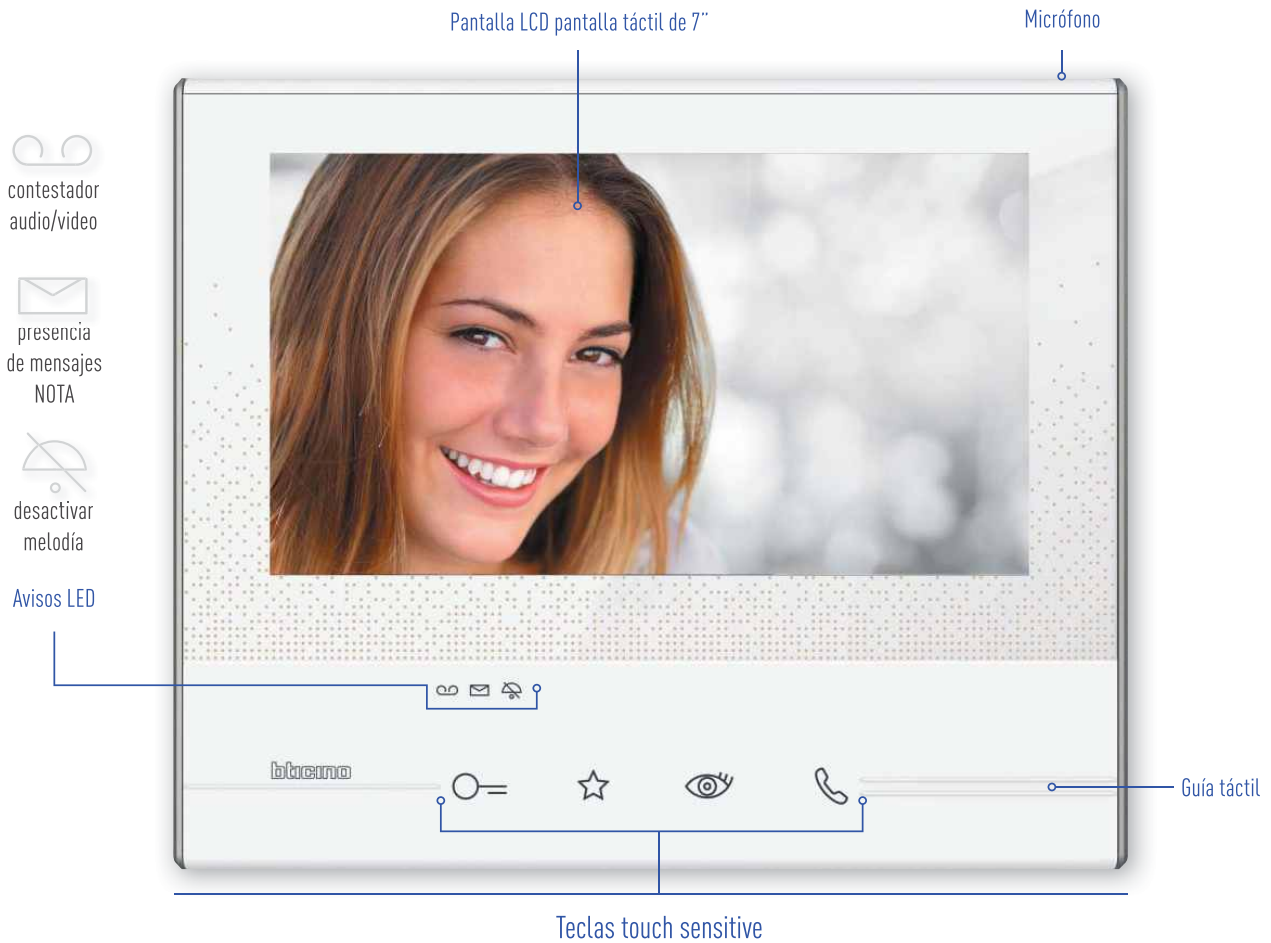 Pantalla LCD pantalla táctil de 7”
Micrófono
contestador
audio/video
presencia
de mensajes
NOTA
desactivar
melodía
Avisos LED
bticino
Guía táctil
Teclas touch sensitive